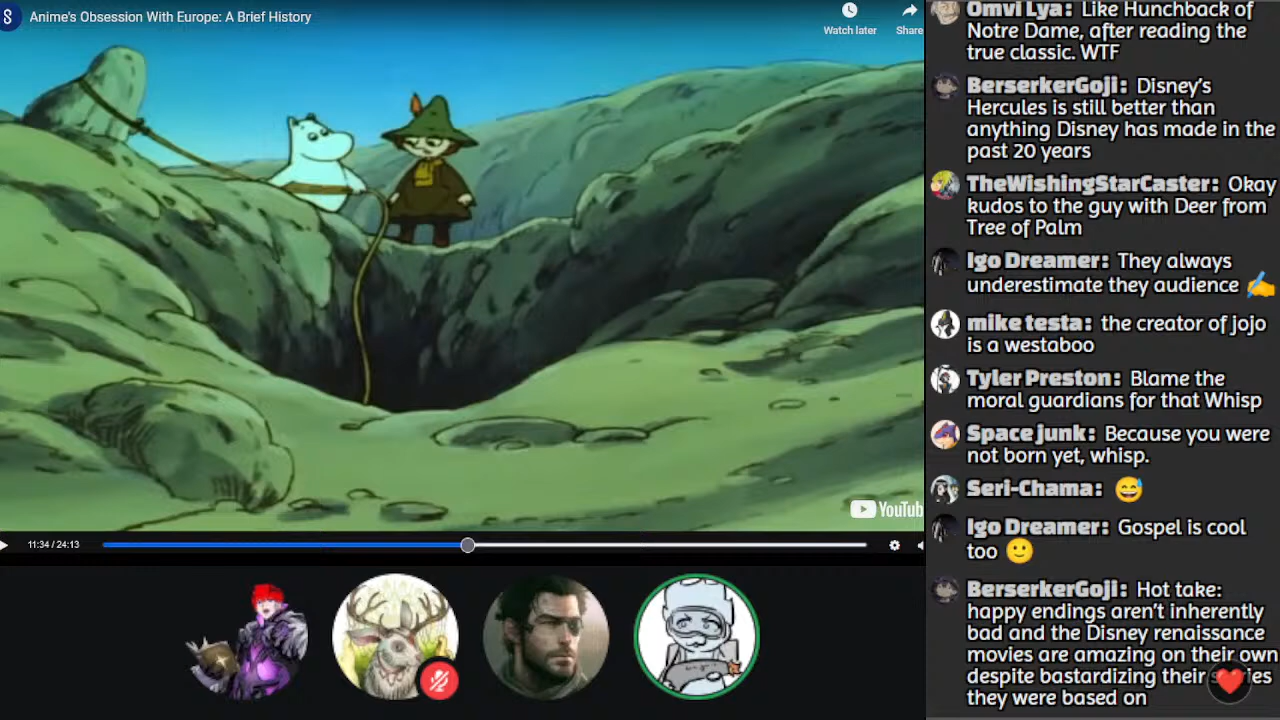 Anime's Obsession With Europe: A Brief History
Watch later
Share
YouTub
11:34 / 24:13
Omvi Lya: Like Hunchback of
Notre Dame, after reading the
true classic. WTF
BerserkerGoji: Disney's
Hercules is still better than
anything Disney has made in the
past 20 years
TheWishingStarCaster: Okay
kudos to the guy with Deer from
Tree of Palm
Igo Dreamer: They always
underestimate they audience ✍️
mike testa: the creator of jojo
is a westaboo
Tyler Preston: Blame the
moral guardians for that Whisp
Space junk: Because you were
not born yet, whisp.
Seri-Chama: 😅
Igo Dreamer: Gospel is cool
too 🙂
BerserkerGoji: Hot take:
happy endings aren't inherently
bad and the Disney renaissance
movies are amazing on their own
despite bastardizing their
they were based on